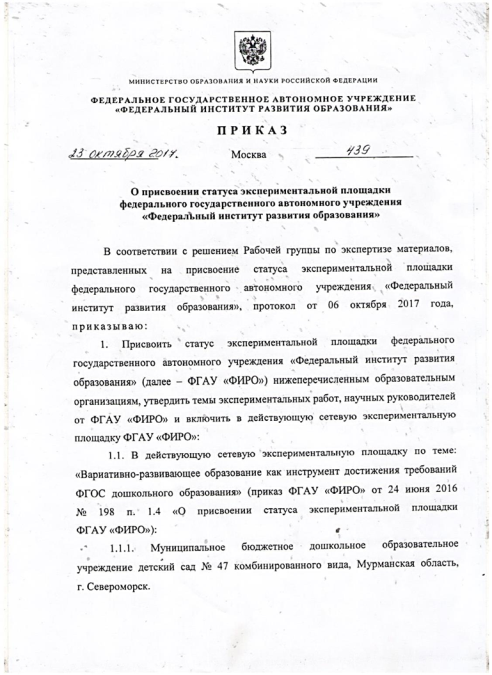 МИНИСТЕРСТВО ОБРАЗОВАНИЯ И НАУКИ РОССИЙСКОЙ ФЕДЕРАЦИИ
ФЕДЕРАЛЬНОЕ ГОСУДАРСТВЕННОЕ АВТОНОМНОЕ УЧРЕЖДЕНИЕ
«ФЕДЕРАЛЬНЫЙ ИНСТИТУТ РАЗВИТИЯ ОБРАЗОВАНИЯ»
ПРИКАЗ
23 октября 2017. Москва 439
О присвоении статуса экспериментальной площадки
федерального государственного автономного учреждения
«Федеральный институт развития образования»
В соответствии с решением Рабочей группы по экспертизе материалов,
представленных на присвоение статуса экспериментальной площадки
федерального государственного автономного учреждения «Федеральный
институт развития образования», протокол от 06 октября 2017 года,
приказываю:
1. Присвоить статус экспериментальной площадки федерального
государственного автономного учреждения «Федеральный институт развития
образования» (далее – ФГАУ «ФИРО») нижеперечисленным образовательным
организациям, утвердить темы экспериментальных работ, научных руководителей
от ФГАУ «ФИРО» и включить в действующую сетевую экспериментальную
площадку ФГАУ «ФИРО»:
1.1. В действующую сетевую экспериментальную площадку по теме:
«Вариативно-развивающее образование как инструмент достижения требований
ФГОС дошкольного образования» (приказ ФГАУ «ФИРО» от 24 июня 2016
№ 198 п. 1.4 «О присвоении статуса экспериментальной площадки
ФГАУ «ФИРО»):
1.1.1. Муниципальное бюджетное дошкольное образовательное
учреждение детский сад № 47 комбинированного вида, Мурманская область,
г. Североморск.